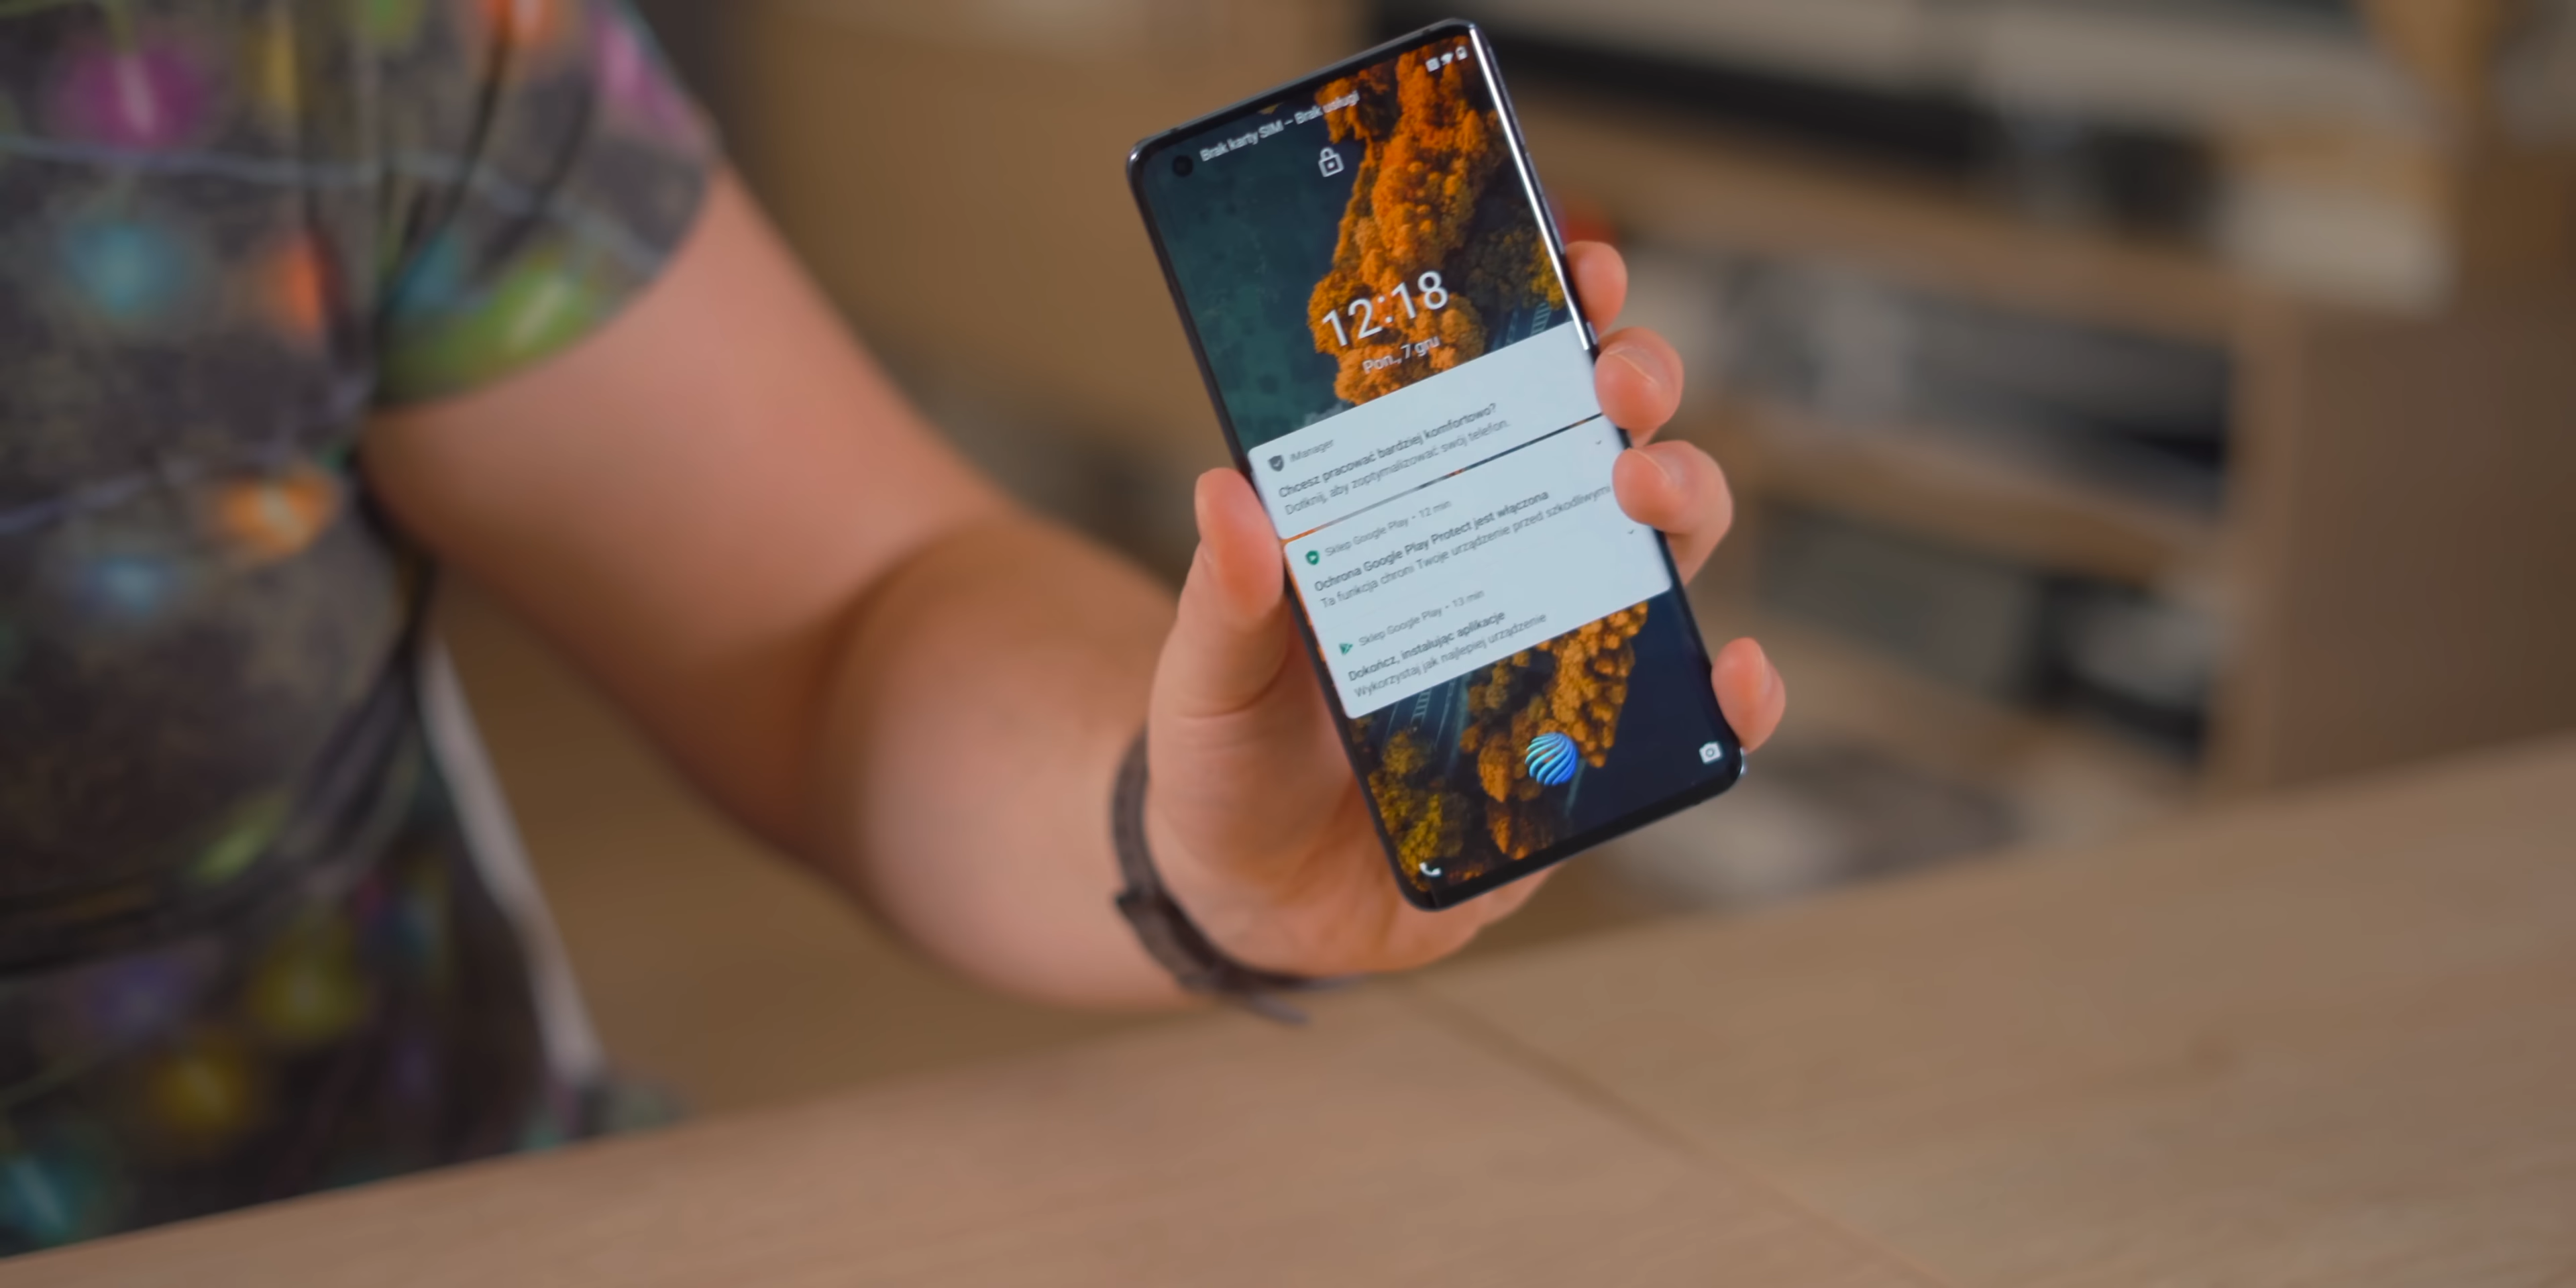 Brak karty SIM – Brak usługi
12:18
Pon., 7 gru
iManager
Chcesz pracować bardziej komfortowo?
Dotknij, aby zoptymalizować swój telefon.
Sklep Google Play • 12 min
Ochrona Google Play Protect jest włączona
Ta funkcja chroni Twoje urządzenie przed szkodliwymi
Sklep Google Play • 13 min
Dokończ, instalując aplikacje
Wykorzystaj jak najlepiej urządzenie